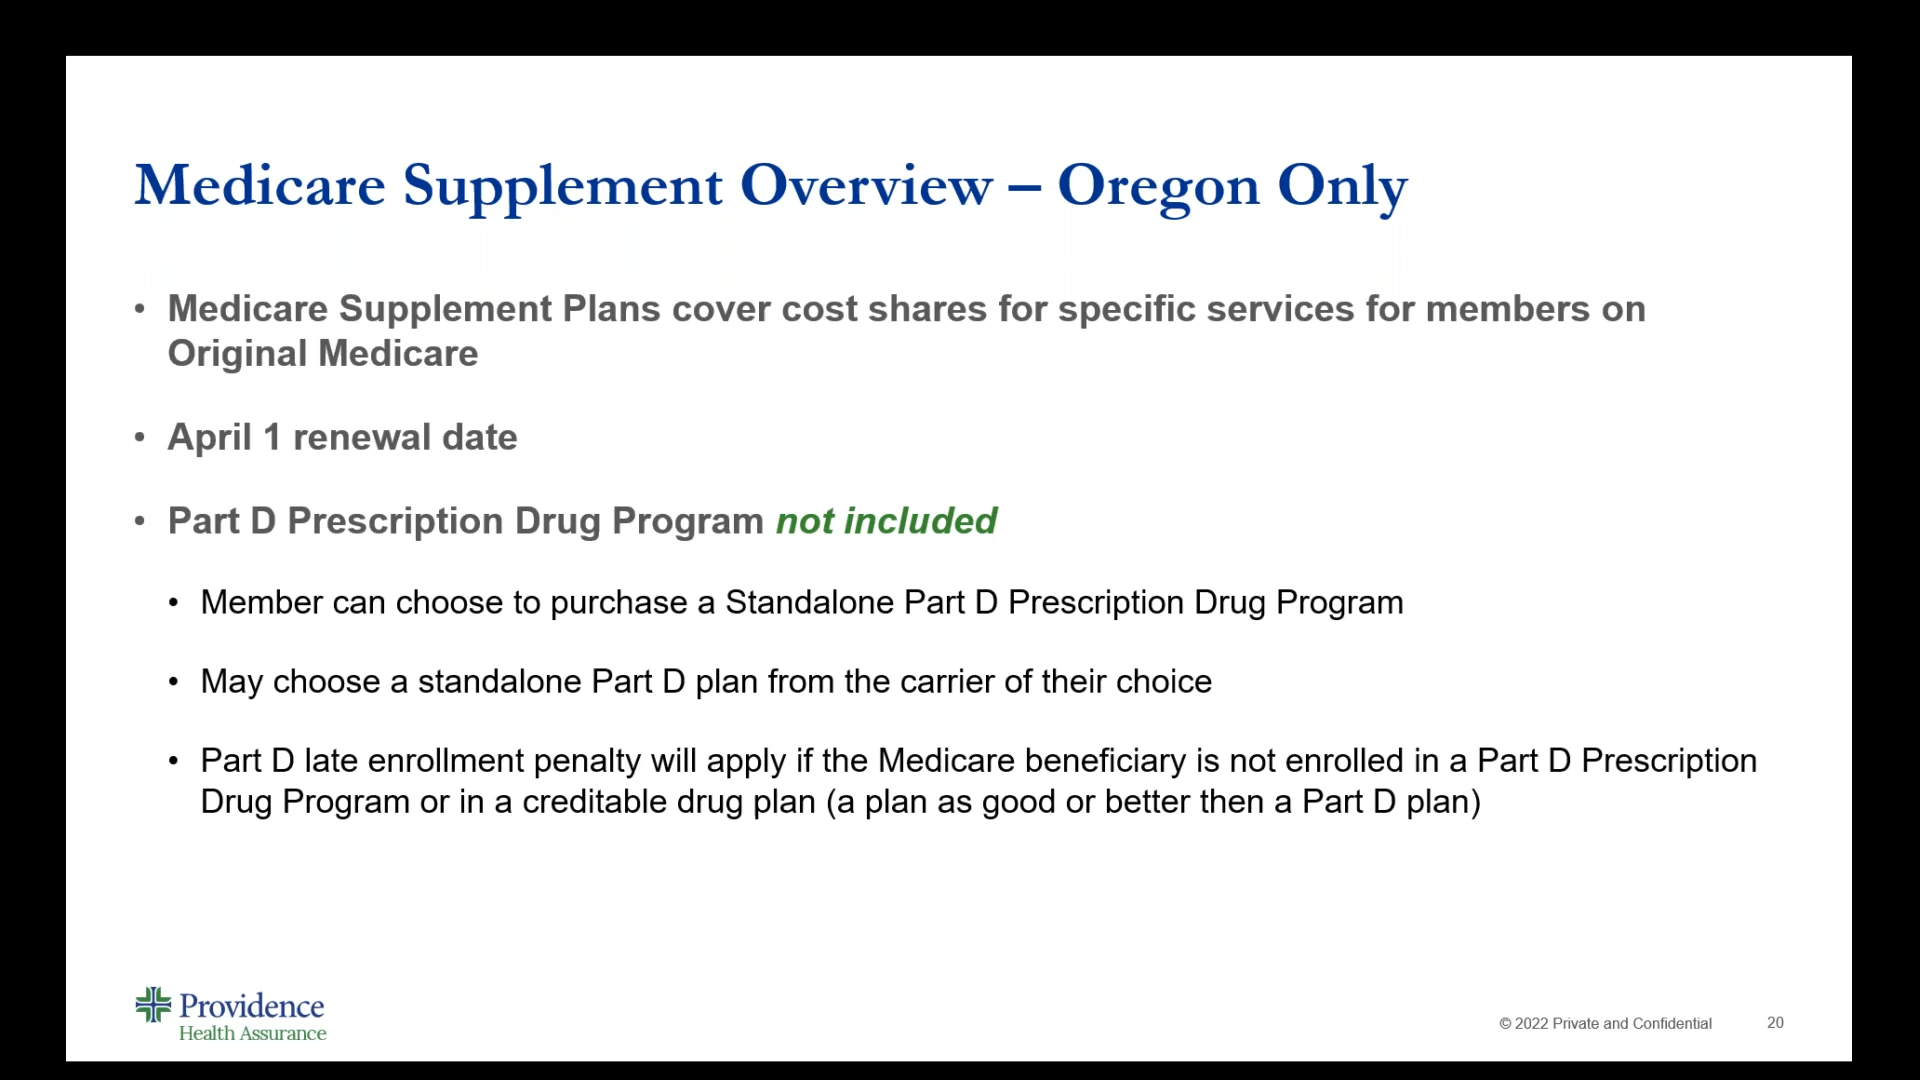 Medicare Supplement Overview – Oregon Only
• Medicare Supplement Plans cover cost shares for specific services for members on
Original Medicare
• April 1 renewal date
• Part D Prescription Drug Program not included
• Member can choose to purchase a Standalone Part D Prescription Drug Program
• May choose a standalone Part D plan from the carrier of their choice
• Part D late enrollment penalty will apply if the Medicare beneficiary is not enrolled in a Part D Prescription
Drug Program or in a creditable drug plan (a plan as good or better then a Part D plan)
Providence
Health Assurance
© 2022 Private and Confidential 20